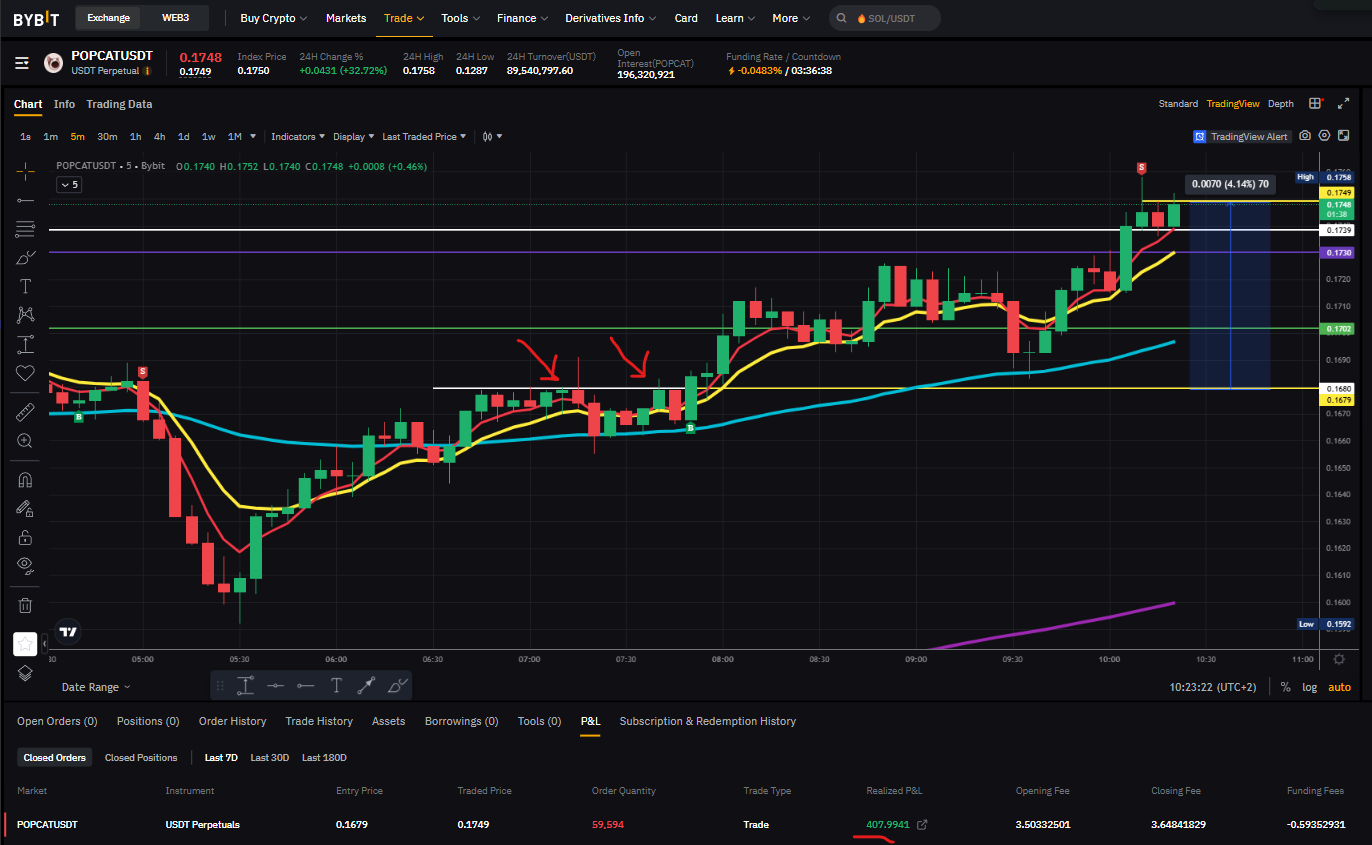 BYBIT Exchange WEB3 Buy Crypto Markets Trade Tools Finance Derivatives Info Card Learn More SOL/USDT
POPCATUSDT
USDT Perpetual
0.1748
0.1749
Index Price
0.1750
24H Change %
+0.0431 (+32.72%)
24H High
0.1758
24H Low
0.1287
24H Turnover(USDT)
89,540,797.60
Open
Interest(POPCAT)
196,320,921
Funding Rate / Countdown
-0.0483% / 03:36:38
Chart Info Trading Data
Standard TradingView Depth
1s 1m 5m 30m 1h 4h 1d 1w 1M Indicators Display Last Traded Price
TradingView Alert
POPCATUSDT • 5 • Bybit O0.1740 H0.1752 L0.1740 C0.1748 +0.0008 (+0.46%)
5
S
0.0070 (4.14%) 70
High 0.1758
0.1749
0.1748
01:38
0.1739
0.1730
0.1720
0.1710
0.1702
0.1690
S
0.1680
0.1679
B
B
0.1670
0.1660
0.1650
0.1640
0.1630
0.1620
0.1610
0.1600
Low 0.1592
05:00 05:30 06:00 06:30 07:00 07:30 08:00 08:30 09:00 09:30 10:00 10:30 11:00
Date Range
T
10:23:22 (UTC+2) % log auto
Open Orders (0) Positions (0) Order History Trade History Assets Borrowings (0) Tools (0) P&L Subscription & Redemption History
Closed Orders Closed Positions Last 7D Last 30D Last 180D
Market Instrument Entry Price Traded Price Order Quantity Trade Type Realized P&L Opening Fee Closing Fee Funding Fees
POPCATUSDT USDT Perpetuals 0.1679 0.1749 59,594 Trade 407.9941 3.50332501 3.64841829 -0.59352931